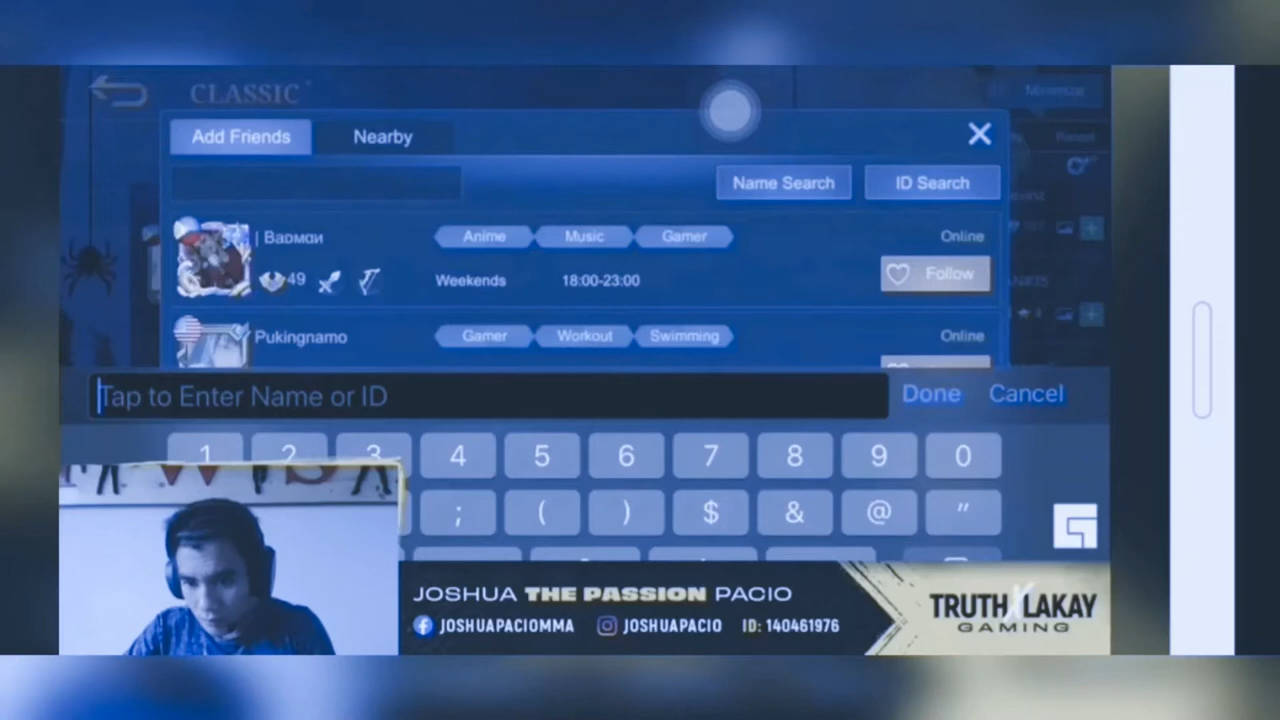 CLASSIC
Minimize
Add Friends
Nearby
Name Search
ID Search
| Baᴅмɑи
Anime
Music
Gamer
Online
49
Weekends
18:00-23:00
Follow
Pukingnamo
Gamer
Workout
Swimming
Online
Tap to Enter Name or ID
Done
Cancel
1 2 3 4 5 6 7 8 9 0
; ( ) $ & @ "
JOSHUA THE PASSION PACIO
JOSHUAPACIOMMA
JOSHUAPACIO
ID: 140461976
TRUTH X LAKAY
GAMING